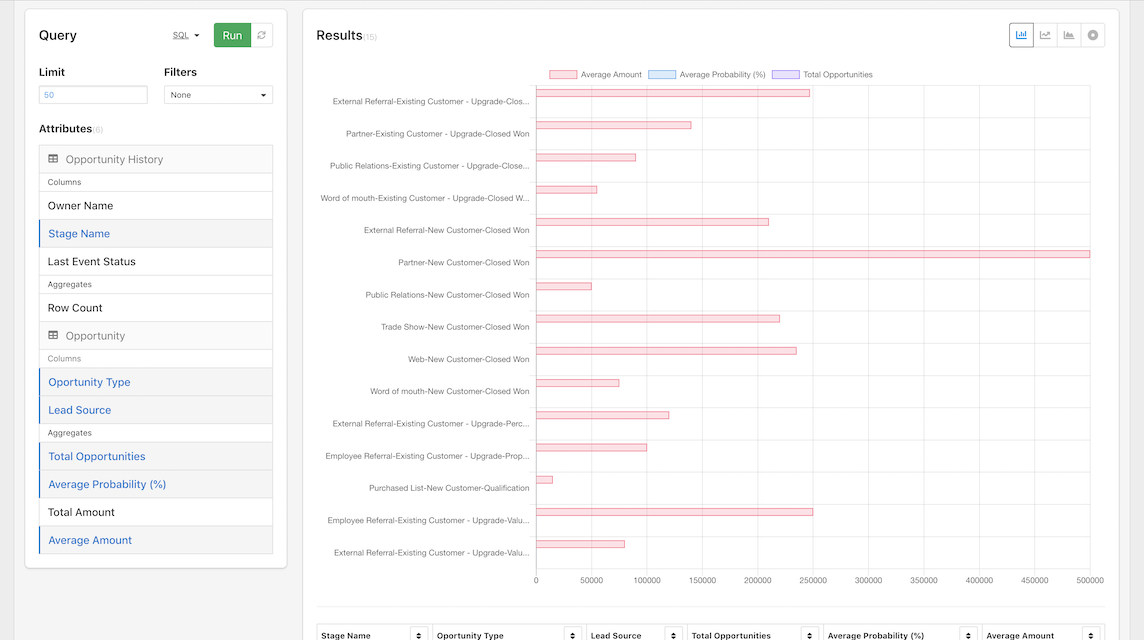 Query
SQL
Run
Limit
Filters
50
None
Attributes(6)
Opportunity History
Columns
Owner Name
Stage Name
Last Event Status
Aggregates
Row Count
Opportunity
Columns
Oportunity Type
Lead Source
Aggregates
Total Opportunities
Average Probability (%)
Total Amount
Average Amount
Results(15)
Average Amount Average Probability (%) Total Opportunities
External Referral-Existing Customer - Upgrade-Clos...
Partner-Existing Customer - Upgrade-Closed Won
Public Relations-Existing Customer - Upgrade-Close...
Word of mouth-Existing Customer - Upgrade-Closed W...
External Referral-New Customer-Closed Won
Partner-New Customer-Closed Won
Public Relations-New Customer-Closed Won
Trade Show-New Customer-Closed Won
Web-New Customer-Closed Won
Word of mouth-New Customer-Closed Won
External Referral-Existing Customer - Upgrade-Perc...
Employee Referral-Existing Customer - Upgrade-Prop...
Purchased List-New Customer-Qualification
Employee Referral-Existing Customer - Upgrade-Valu...
External Referral-Existing Customer - Upgrade-Valu...
0 50000 100000 150000 200000 250000 300000 350000 400000 450000 500000
Stage Name Oportunity Type Lead Source Total Opportunities Average Probability (%) Average Amount